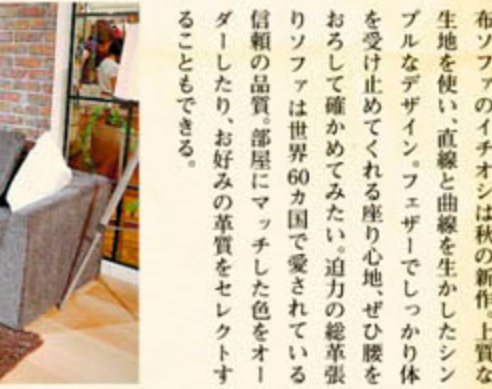 布ソファのイチオシは秋の新作。上質な
生地を使い、直線と曲線を生かしたシン
プルなデザイン。フェザーでしっかり体
を受け止めてくれる座り心地、ぜひ腰を
おろして確かめてみたい。迫力の総革張
りソファは世界60カ国で愛されている
信頼の品質。部屋にマッチした色をオー
ダーしたり、お好みの革質をセレクトす
ることもできる。